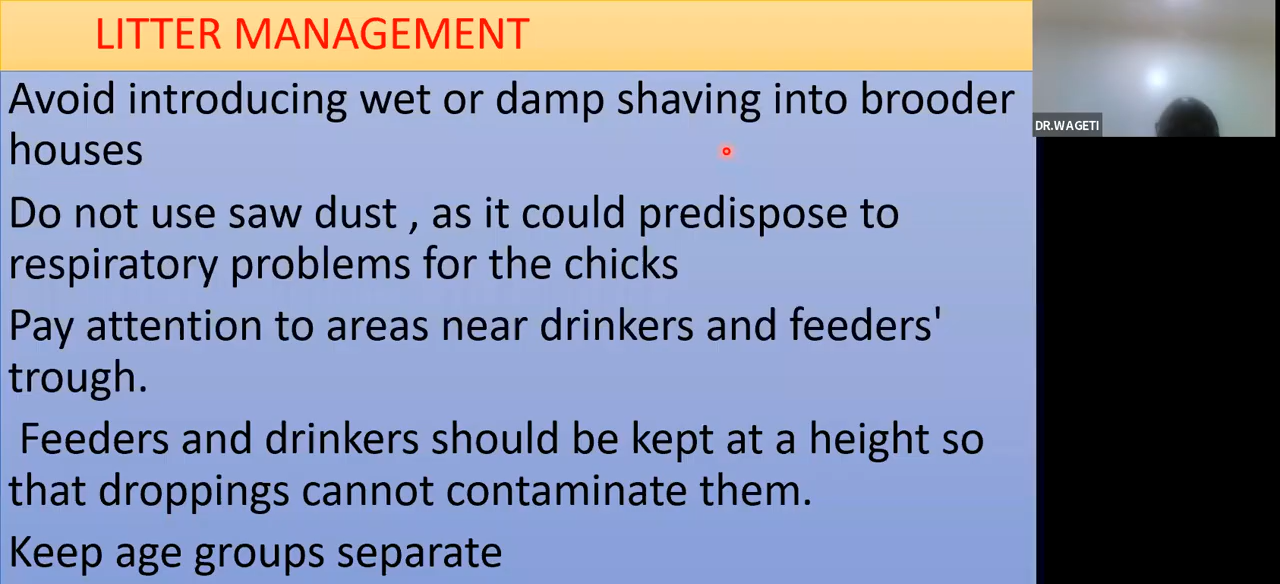 LITTER MANAGEMENT
Avoid introducing wet or damp shaving into brooder
houses
Do not use saw dust , as it could predispose to
respiratory problems for the chicks
Pay attention to areas near drinkers and feeders'
trough.
Feeders and drinkers should be kept at a height so
that droppings cannot contaminate them.
Keep age groups separate
DR.WAGETI